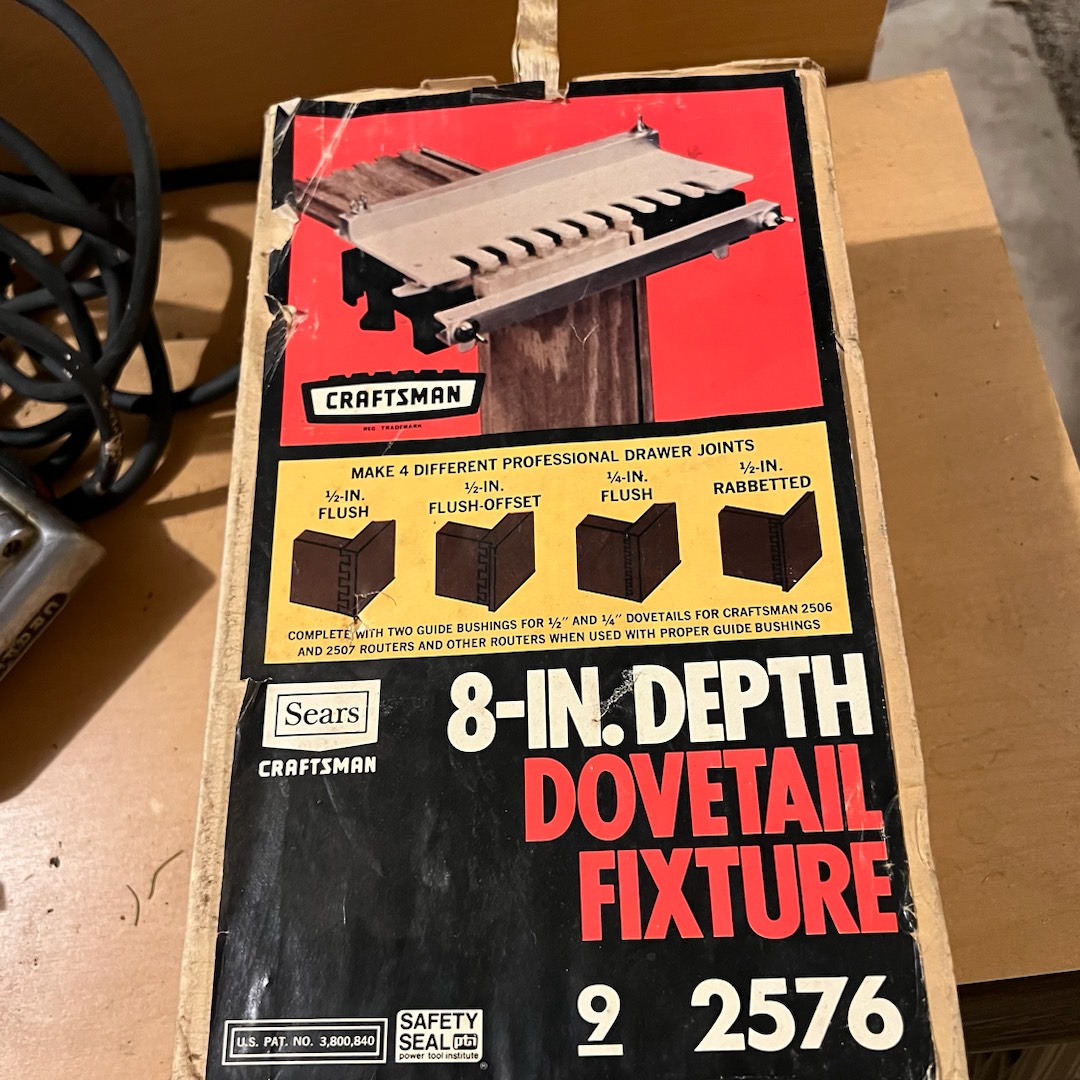 CRAFTSMAN
REG. TRADEMARK
MAKE 4 DIFFERENT PROFESSIONAL DRAWER JOINTS
½-IN.
FLUSH
½-IN.
FLUSH-OFFSET
¼-IN.
FLUSH
½-IN.
RABBETTED
COMPLETE WITH TWO GUIDE BUSHINGS FOR ½" AND ¼" DOVETAILS FOR CRAFTSMAN 2506
AND 2507 ROUTERS AND OTHER ROUTERS WHEN USED WITH PROPER GUIDE BUSHINGS
Sears
CRAFTSMAN
8-IN. DEPTH
DOVETAIL
FIXTURE
9 2576
U.S. PAT. NO. 3,800,840
SAFETY
SEAL pti
power tool institute
®